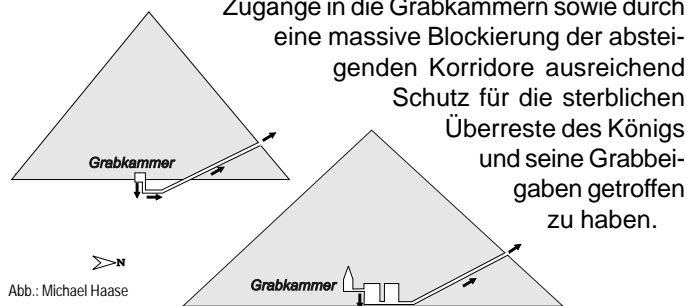 Zugänge in die Grabkammern sowie durch
eine massive Blockierung der abstei-
genden Korridore ausreichend
Schutz für die sterblichen
Überreste des Königs
und seine Grabbei-
gaben getroffen
zu haben.
Grabkammer
N
Abb.: Michael Haase
Grabkammer